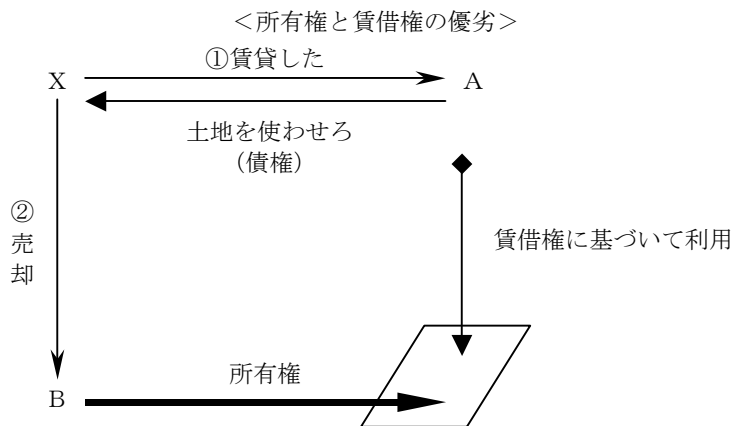 ＜所有権と賃借権の優劣＞
①賃貸した
X
A
土地を使わせろ
（債権）
②売却
賃借権に基づいて利用
所有権
B